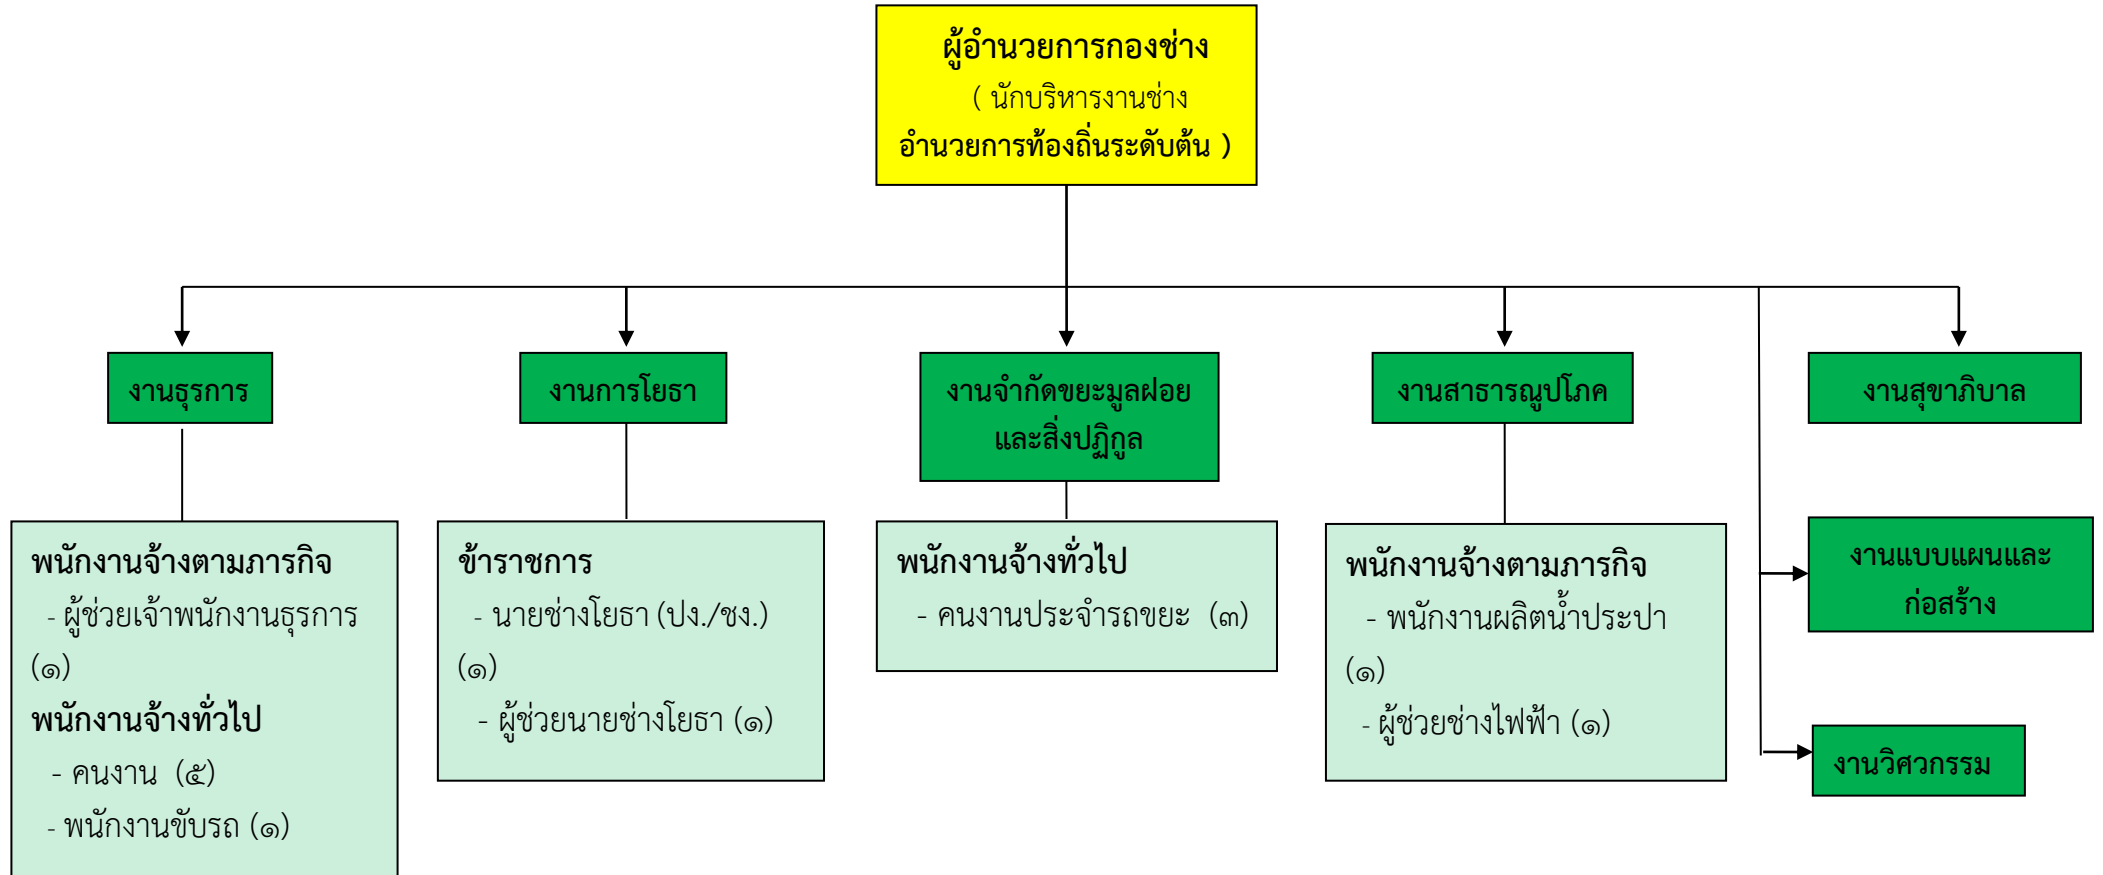 ผู้อำนวยการกองช่าง
( นักบริหารงานช่าง
อำนวยการท้องถิ่นระดับต้น )
งานธุรการ
งานการโยธา
งานจำกัดขยะมูลฝอย
และสิ่งปฏิกูล
งานสาธารณูปโภค
งานสุขาภิบาล
พนักงานจ้างตามภารกิจ
- ผู้ช่วยเจ้าพนักงานธุรการ
(๑)
พนักงานจ้างทั่วไป
- คนงาน (๕)
- พนักงานขับรถ (๑)
ข้าราชการ
- นายช่างโยธา (ปง./ชง.)
(๑)
- ผู้ช่วยนายช่างโยธา (๑)
พนักงานจ้างทั่วไป
- คนงานประจำรถขยะ (๓)
พนักงานจ้างตามภารกิจ
- พนักงานผลิตน้ำประปา
(๑)
- ผู้ช่วยช่างไฟฟ้า (๑)
งานแบบแผนและ
ก่อสร้าง
งานวิศวกรรม